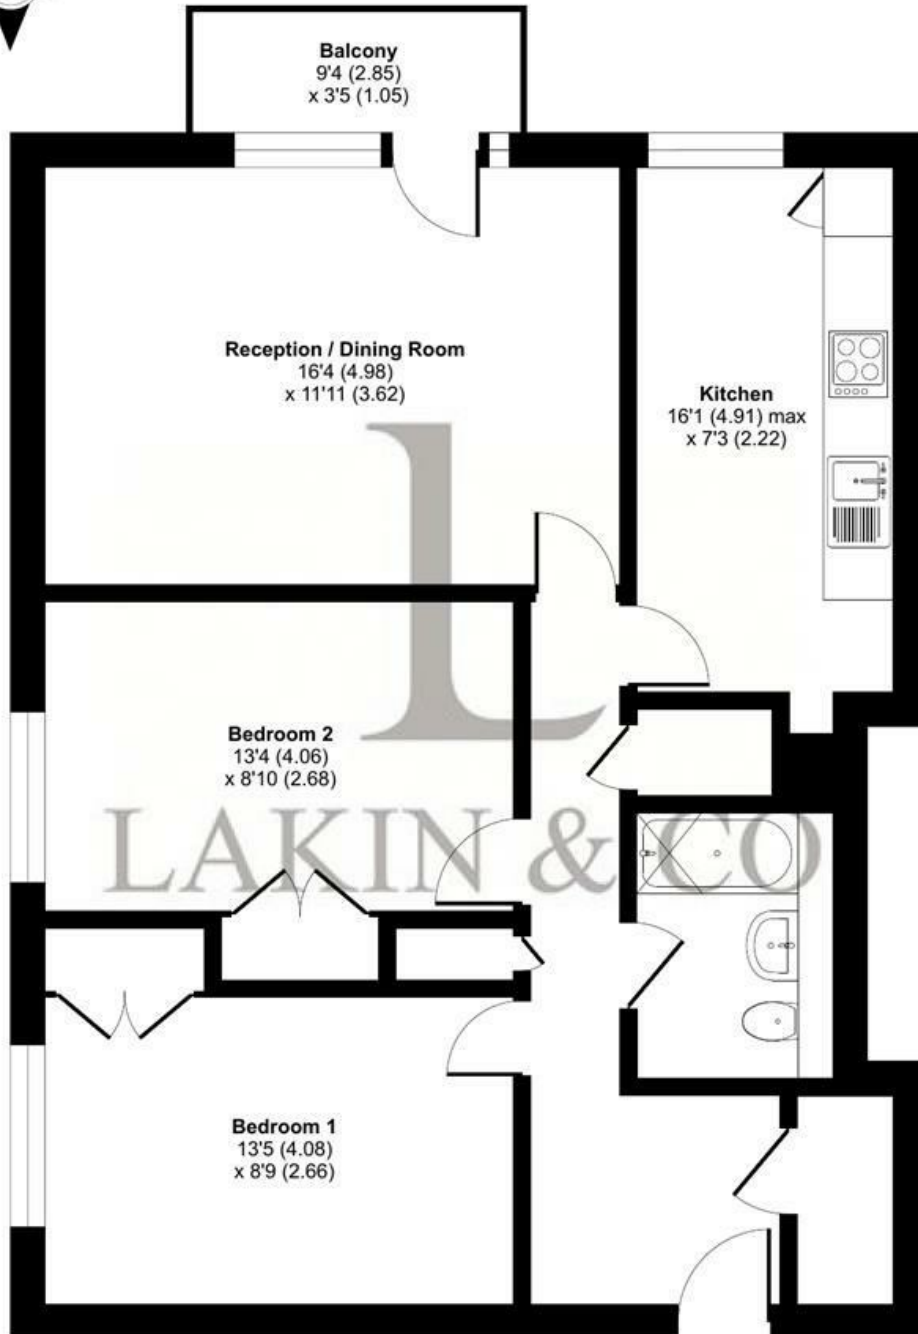 Balcony
9'4 (2.85)
x 3'5 (1.05)
Reception / Dining Room
16'4 (4.98)
x 11'11 (3.62)
Kitchen
16'1 (4.91) max
x 7'3 (2.22)
L
Bedroom 2
13'4 (4.06)
x 8'10 (2.68)
LAKIN & CO
Bedroom 1
13'5 (4.08)
x 8'9 (2.66)